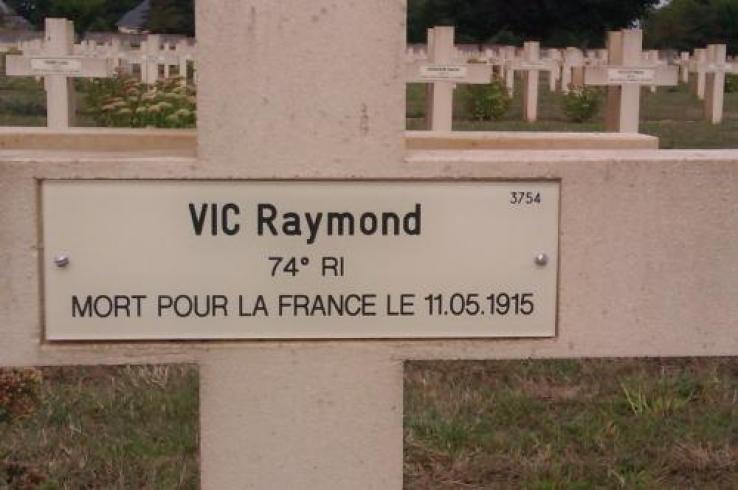 3754
VIC Raymond
74° RI
MORT POUR LA FRANCE LE 11.05.1915